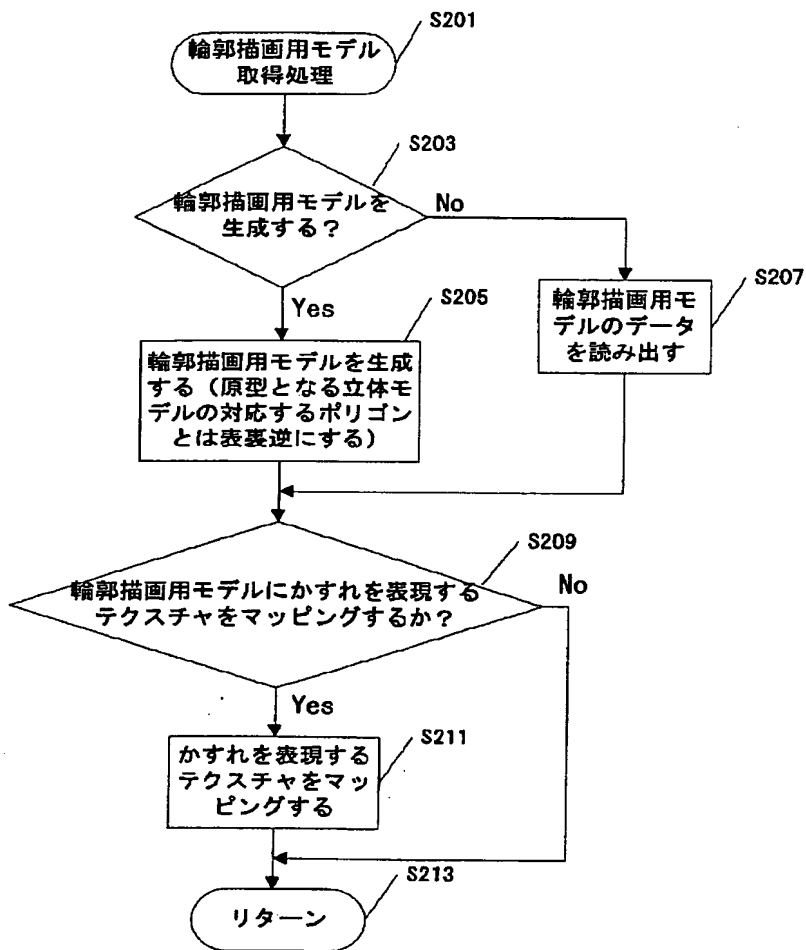 S201
輪郭描画用モデル
取得処理
S203
輪郭描画用モデルを
生成する?
No
Yes
S205
輪郭描画用モデルを生成
する(原型となる立体モ
デルの対応するポリゴン
とは表裏逆にする)
S207
輪郭描画用モ
デルのデータ
を読み出す
S209
輪郭描画用モデルにかすれを表現する
テクスチャをマッピングするか?
No
Yes
S211
かすれを表現する
テクスチャをマッ
ピングする
S213
リターン